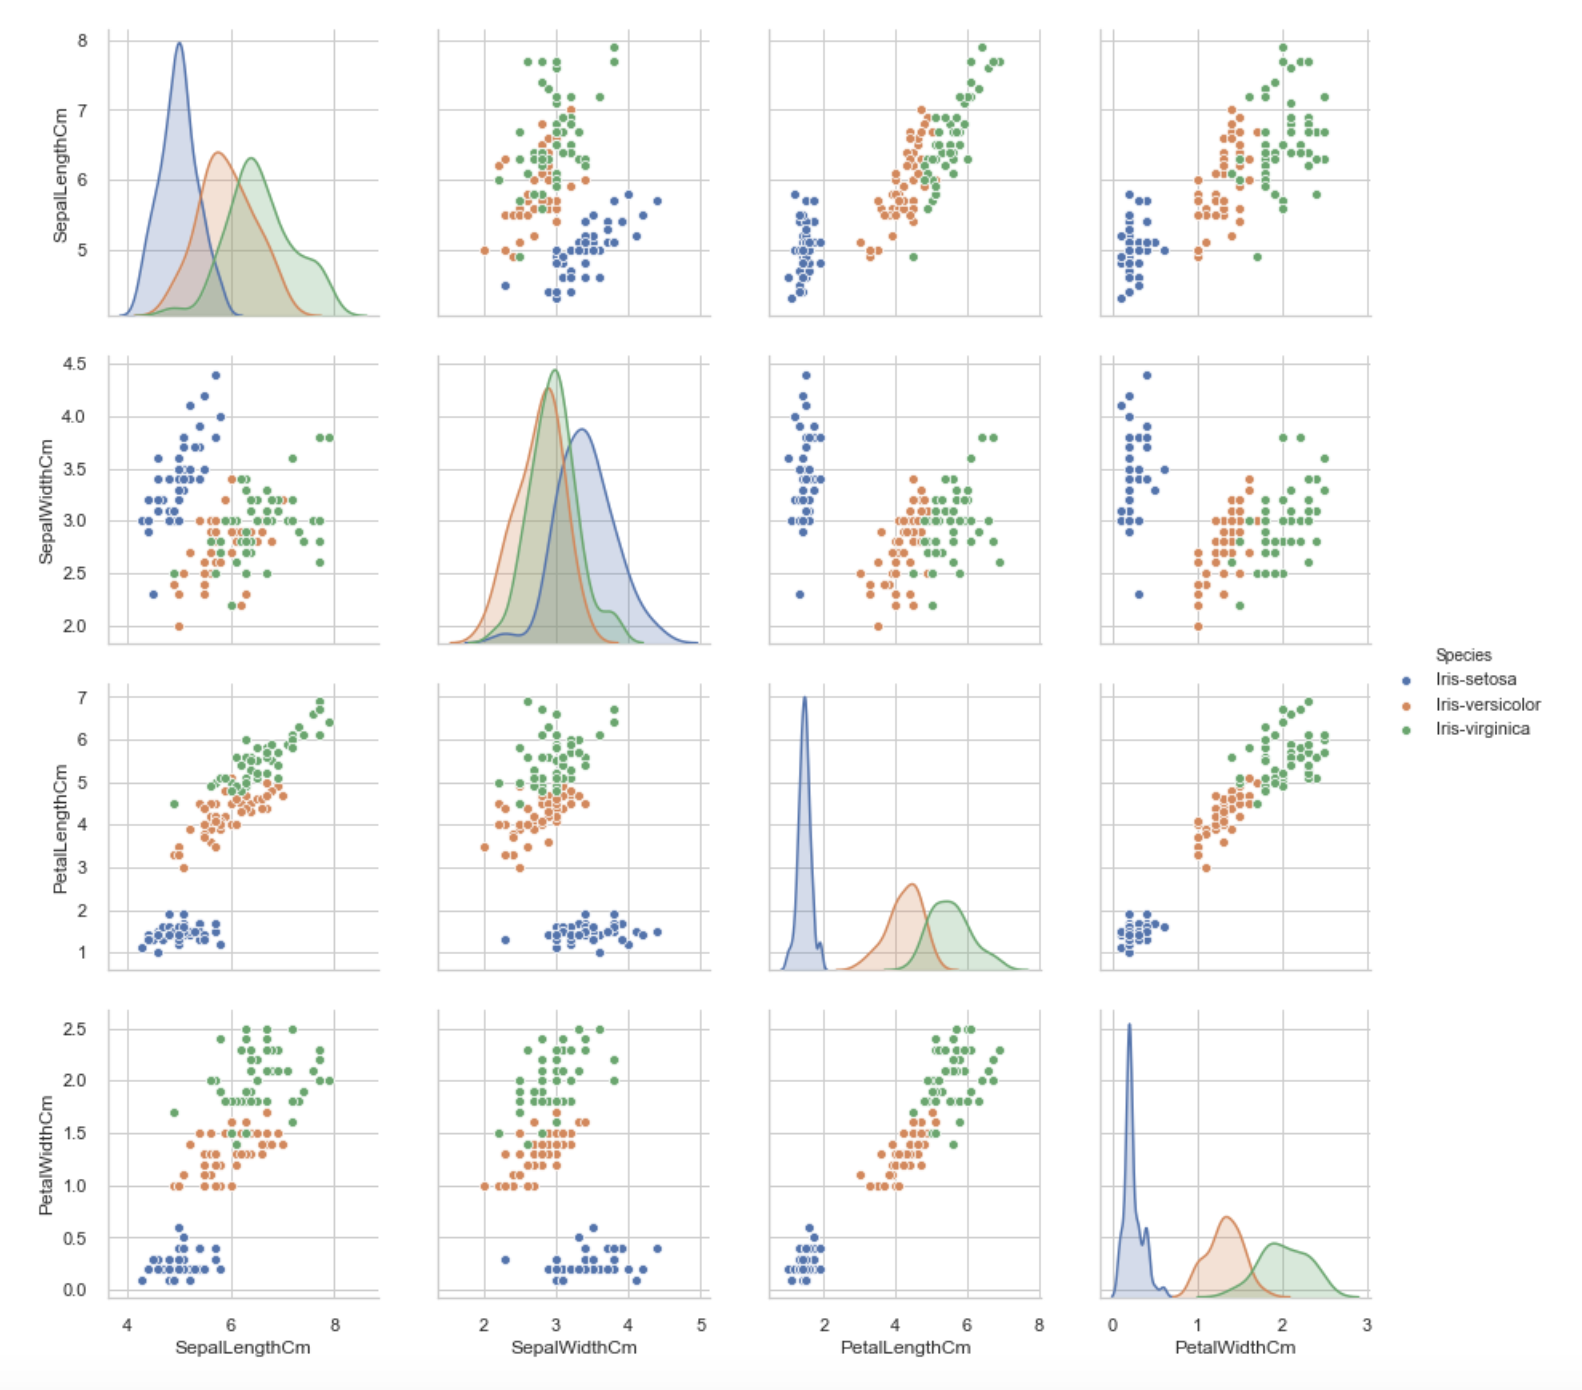 8
7
6
5
SepalLengthCm
4.5
4.0
3.5
3.0
2.5
2.0
SepalWidthCm
7
6
5
4
3
2
1
PetalLengthCm
2.5
2.0
1.5
1.0
0.5
0.0
PetalWidthCm
4 6 8
SepalLengthCm
2 3 4 5
SepalWidthCm
2 4 6 8
PetalLengthCm
0 1 2 3
PetalWidthCm
Species
Iris-setosa
Iris-versicolor
Iris-virginica